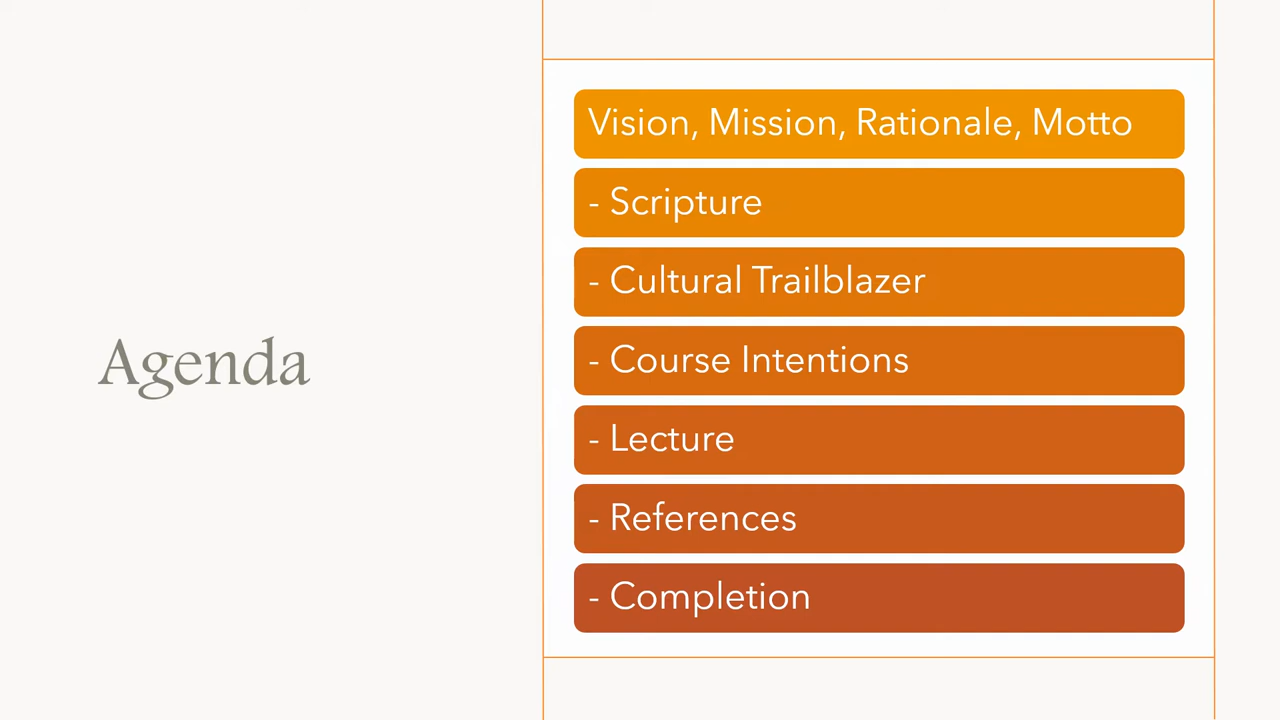 Agenda
Vision, Mission, Rationale, Motto
- Scripture
- Cultural Trailblazer
- Course Intentions
- Lecture
- References
- Completion